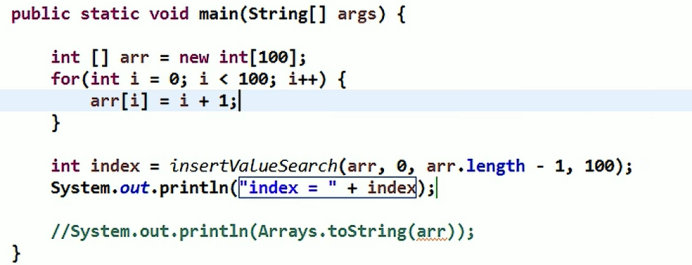 public static void main(String[] args) {
int [] arr = new int[100];
for(int i = 0; i < 100; i++) {
arr[i] = i + 1;
}
int index = insertValueSearch(arr, 0, arr.length - 1, 100);
System.out.println("index = " + index);
//System.out.println(Arrays.toString(arr));
}